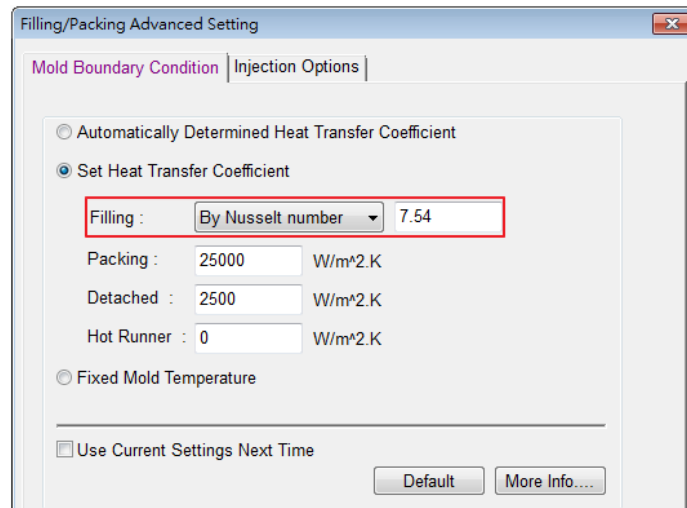 Filling/Packing Advanced Setting
Mold Boundary Condition Injection Options
Automatically Determined Heat Transfer Coefficient
Set Heat Transfer Coefficient
Filling : By Nusselt number 7.54
Packing : 25000 W/m^2.K
Detached : 2500 W/m^2.K
Hot Runner : 0 W/m^2.K
Fixed Mold Temperature
Use Current Settings Next Time
Default More Info....